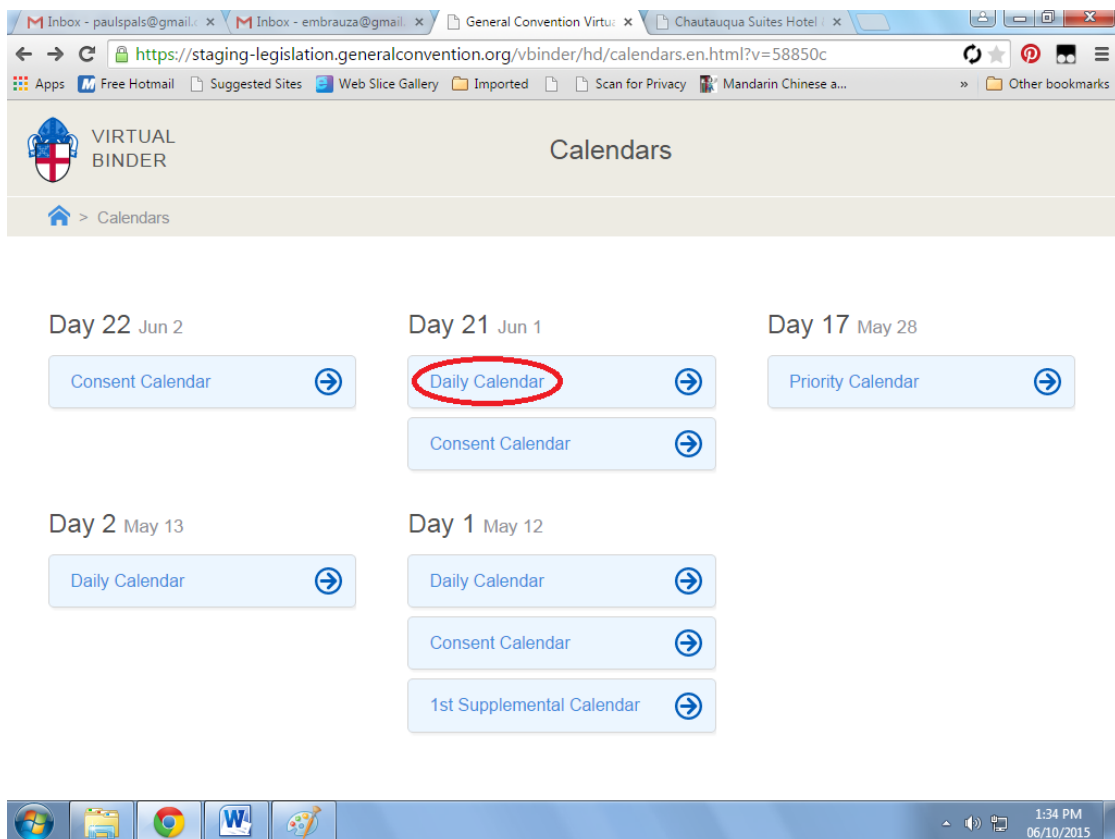 Inbox - paulspals@gmail.c
Inbox - embrauza@gmail.
General Convention Virtua
Chautauqua Suites Hotel &
https://staging-legislation.generalconvention.org/vbinder/hd/calendars.en.html?v=58850c
Apps Free Hotmail Suggested Sites Web Slice Gallery Imported Scan for Privacy Mandarin Chinese a... » Other bookmarks
VIRTUAL
BINDER
Calendars
> Calendars
Day 22 Jun 2
Consent Calendar
Day 21 Jun 1
Daily Calendar
Consent Calendar
Day 17 May 28
Priority Calendar
Day 2 May 13
Daily Calendar
Day 1 May 12
Daily Calendar
Consent Calendar
1st Supplemental Calendar
1:34 PM
06/10/2015